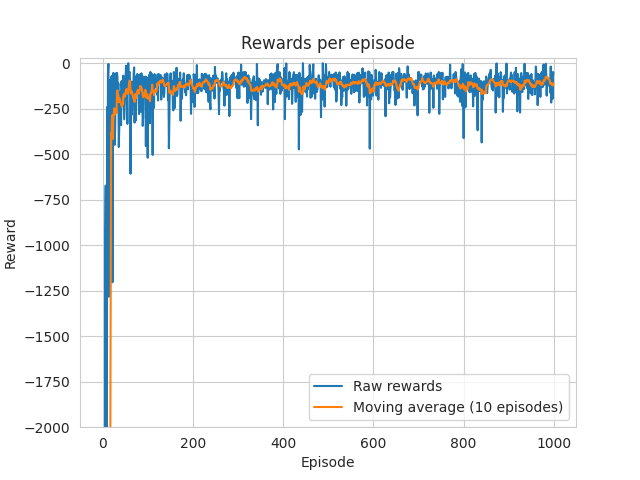 Rewards per episode
0
−250
−500
−750
−1000
−1250
−1500
−1750
−2000
Reward
Raw rewards
Moving average (10 episodes)
0 200 400 600 800 1000
Episode